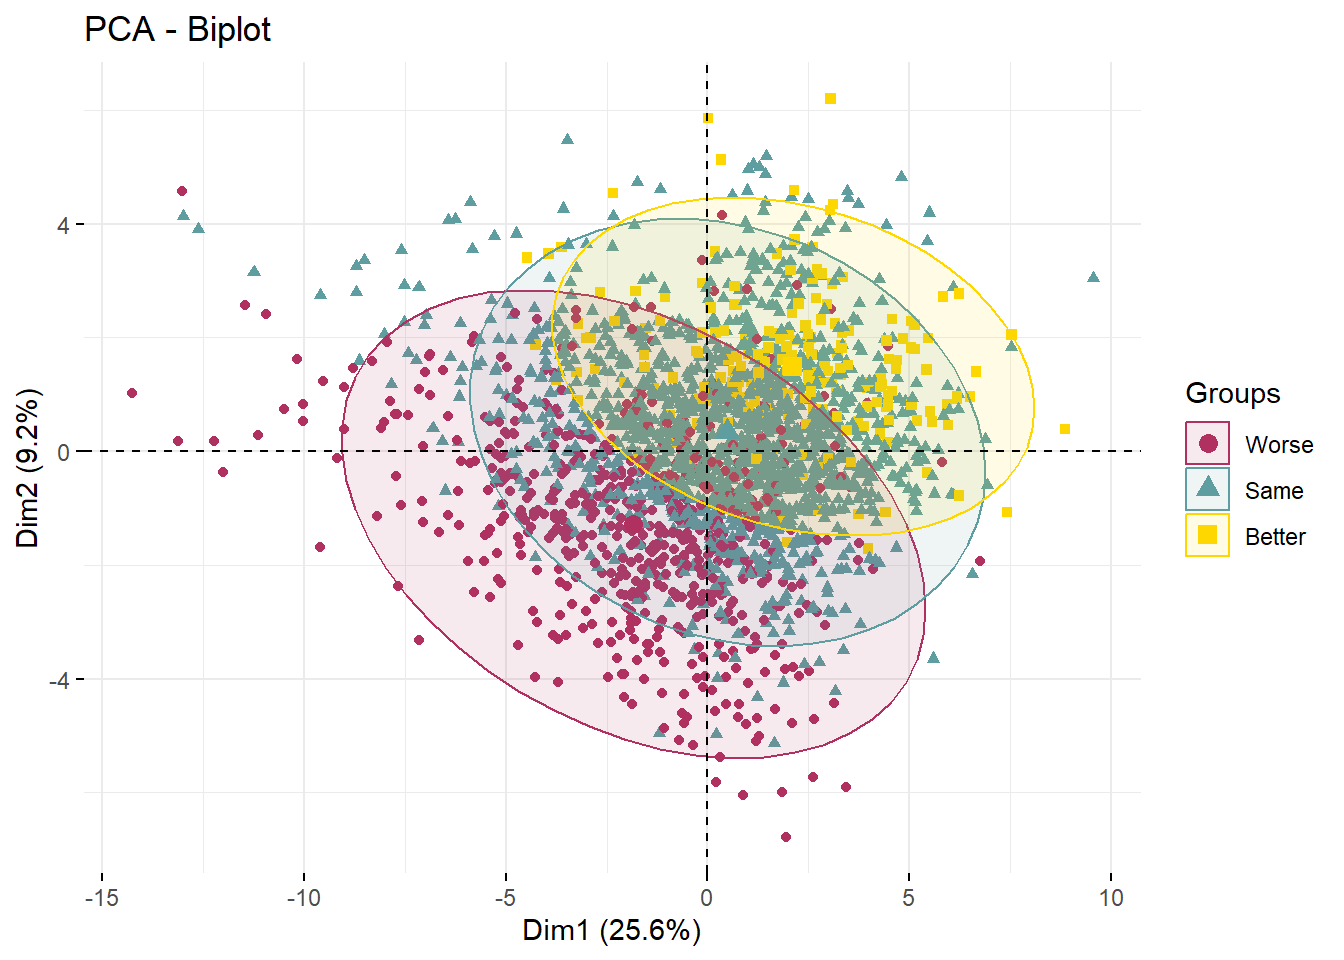 PCA - Biplot
4
0
-4
Dim2 (9.2%)
-15
-10
-5
0
5
10
Dim1 (25.6%)
Groups
Worse
Same
Better